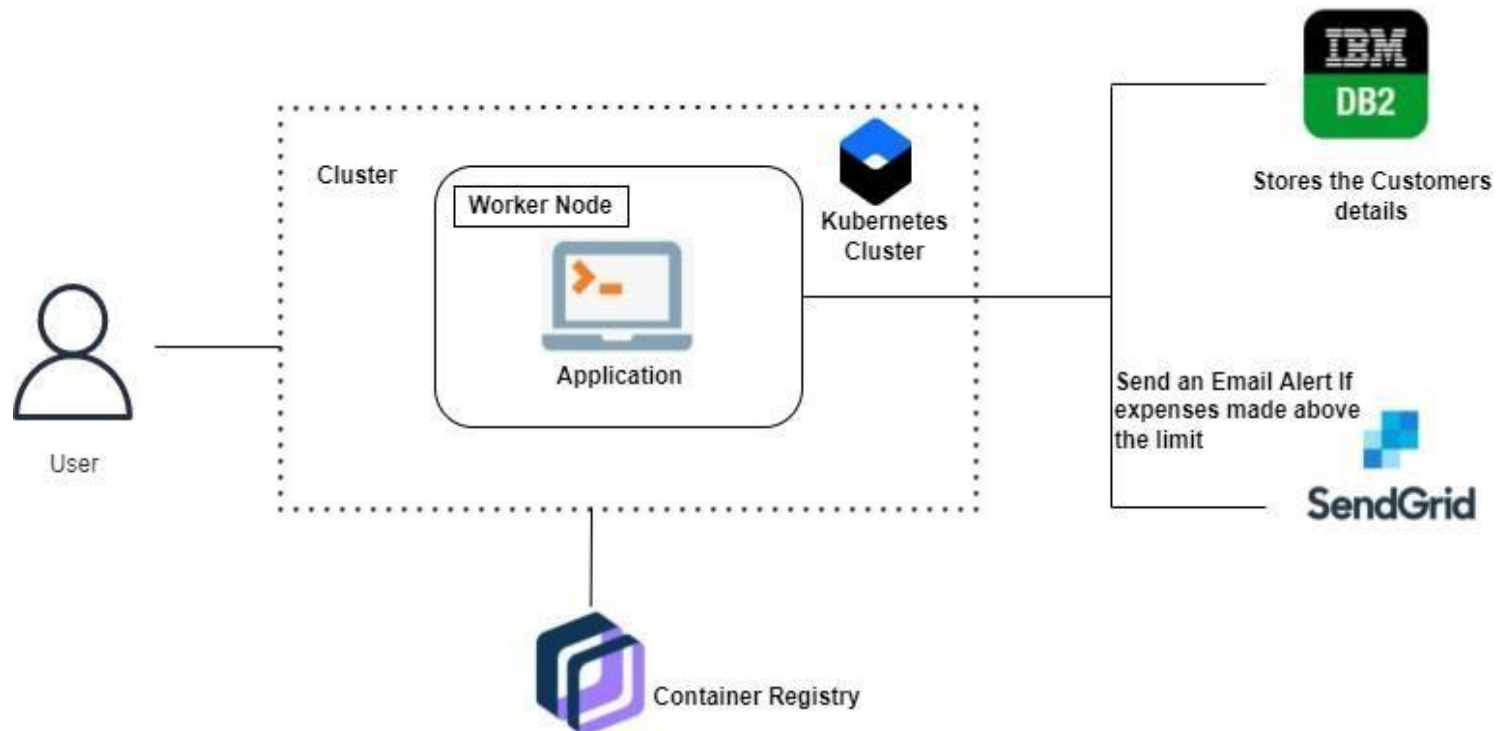 IBM
DB2
Stores the Customers
details
Cluster
Worker Node
Kubernetes
Cluster
Application
User
Send an Email Alert If
expenses made above
the limit
SendGrid
Container Registry